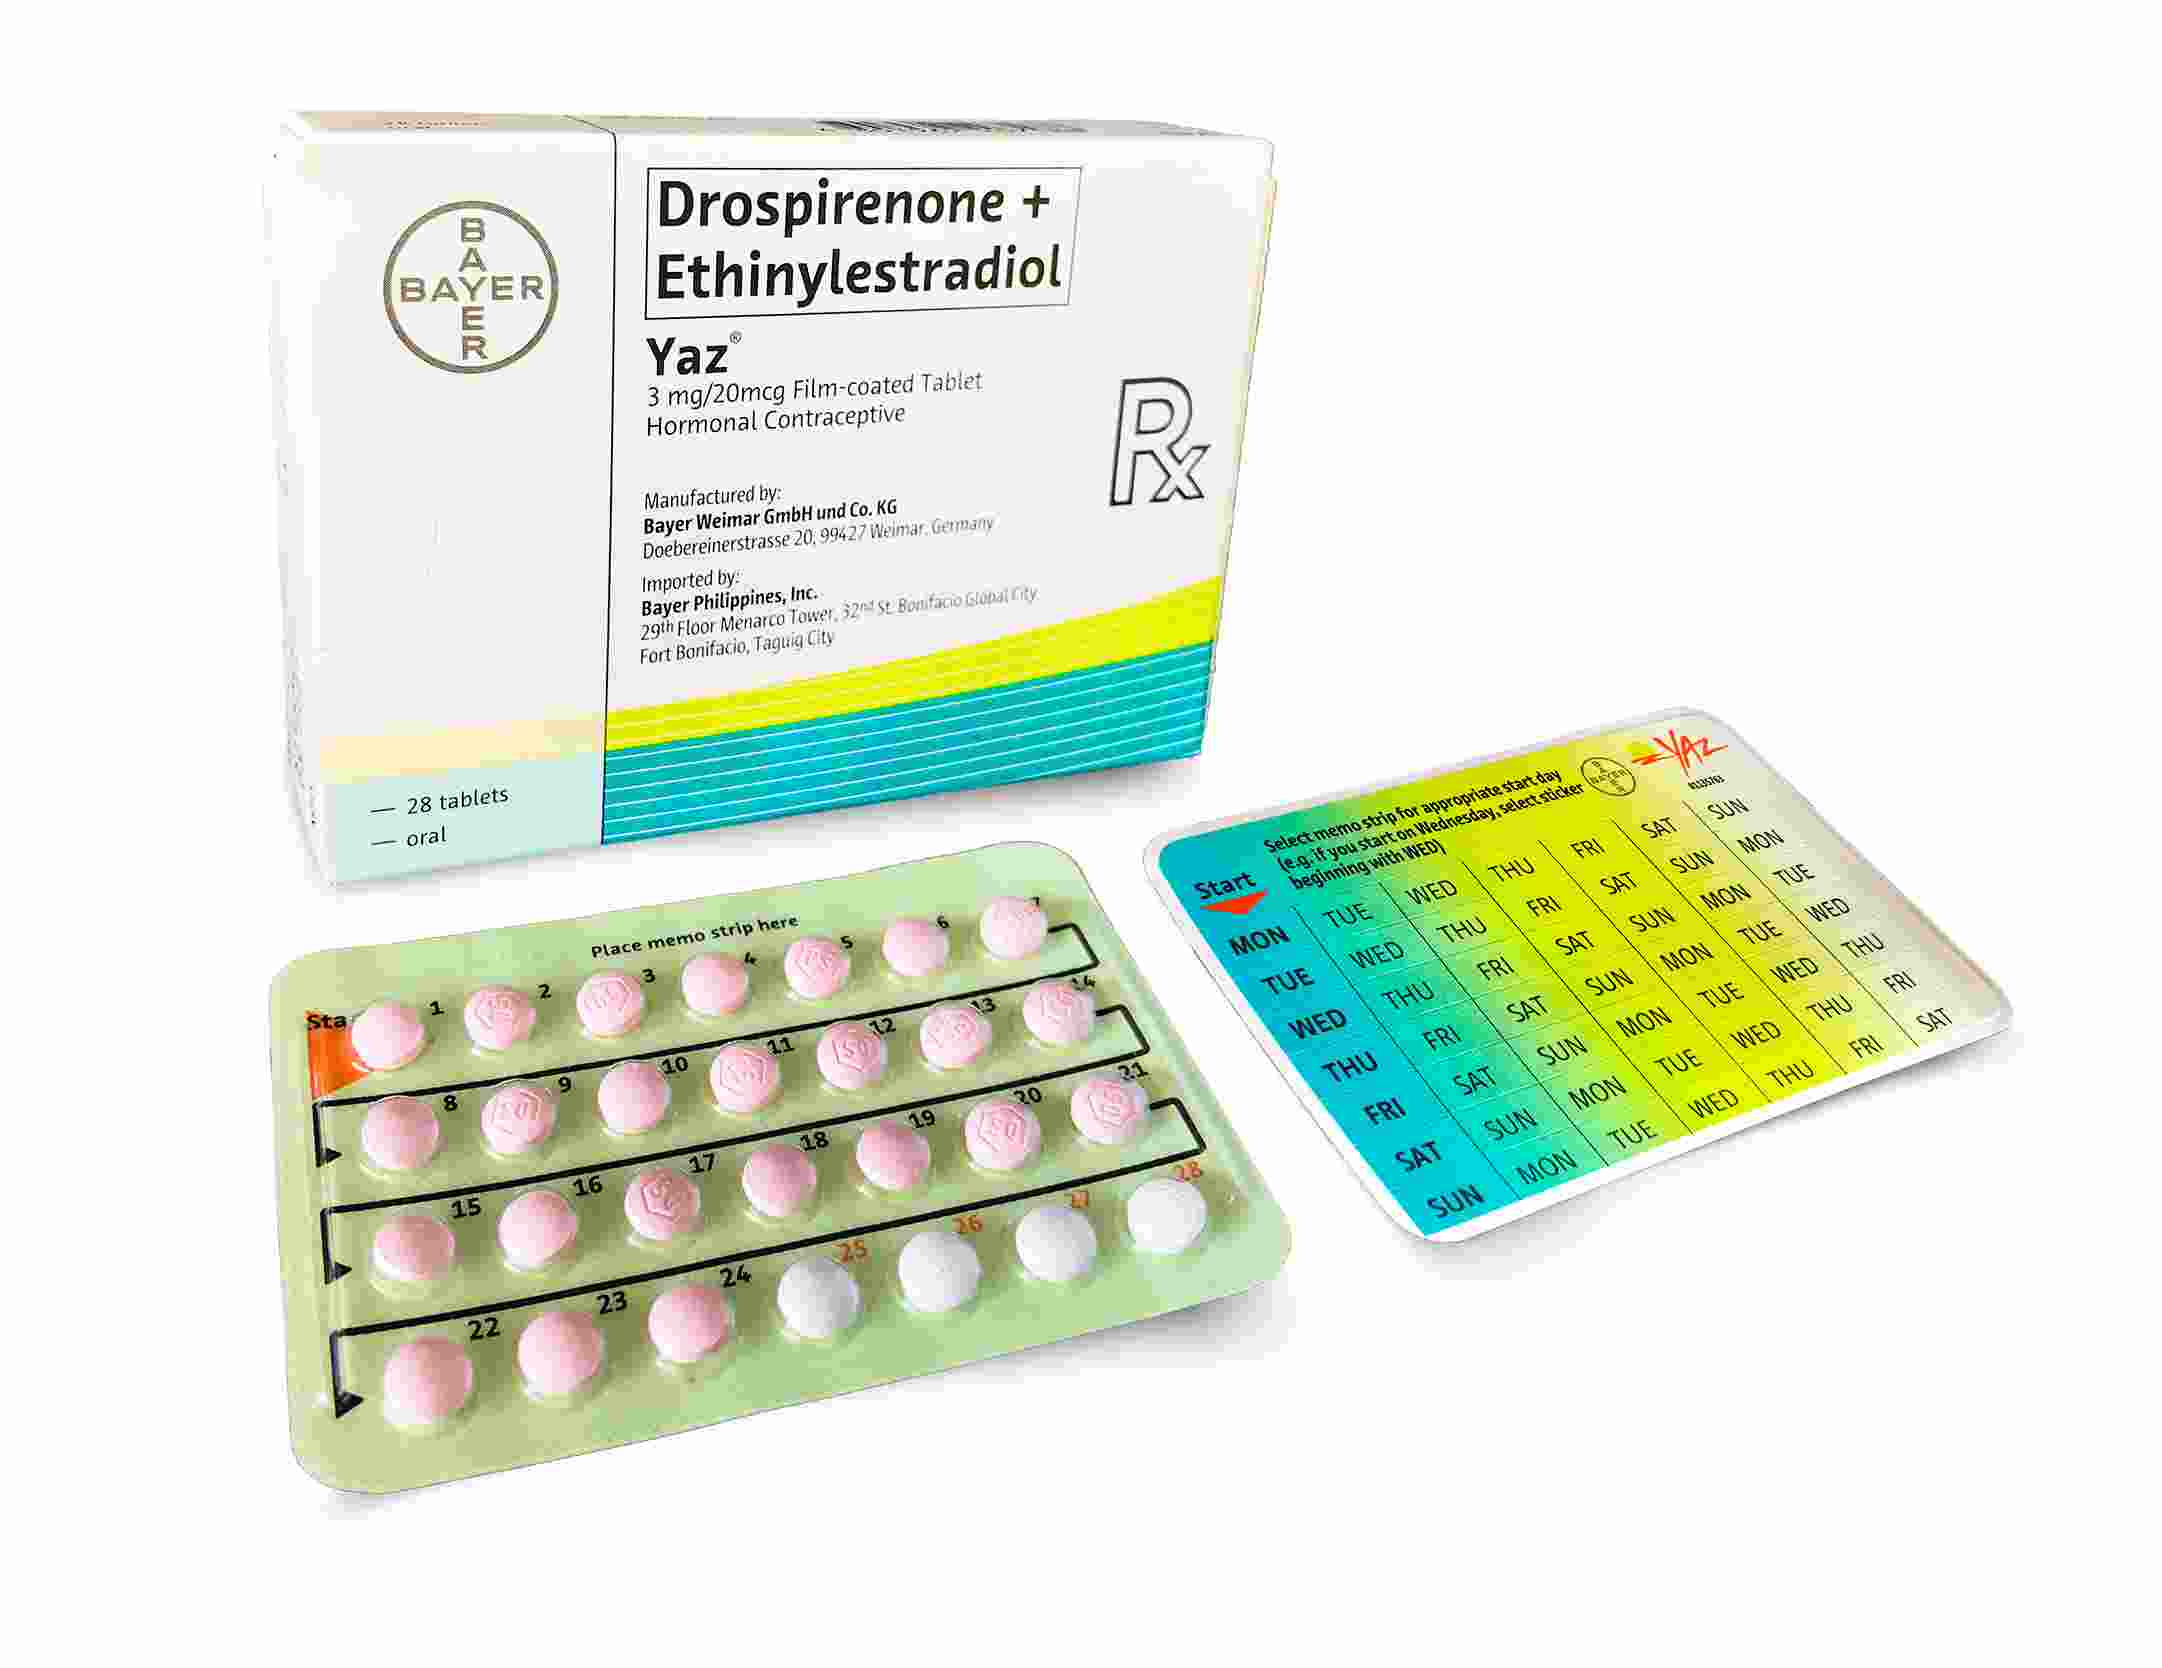 BAYER
BAYER
Drospirenone +
Ethinylestradiol
Yaz®
3 mg/20mcg Film-coated Tablet
Hormonal Contraceptive
Rx
Manufactured by:
Bayer Weimar GmbH und Co. KG
Doebereinerstrasse 20, 99427 Weimar, Germany
Imported by:
Bayer Philippines, Inc.
29th Floor Menarco Tower, 32nd St. Bonifacio Global City
Fort Bonifacio, Taguig City
— 28 tablets
— oral
Place memo strip here
Sta
1 2 3 4 5 6 7
8 9 10 11 12 13 14
15 16 17 18 19 20 21
22 23 24 25 26 27 28
Select memo strip for appropriate start day
(e.g. if you start on Wednesday, select sticker
beginning with WED)
BAYER
BAYER
YAZ
Start
MON TUE WED THU FRI SAT SUN
TUE WED THU FRI SAT SUN MON
WED THU FRI SAT SUN MON TUE
THU FRI SAT SUN MON TUE WED
FRI SAT SUN MON TUE WED THU
SAT SUN MON TUE WED THU FRI
SUN MON TUE WED THU FRI SAT